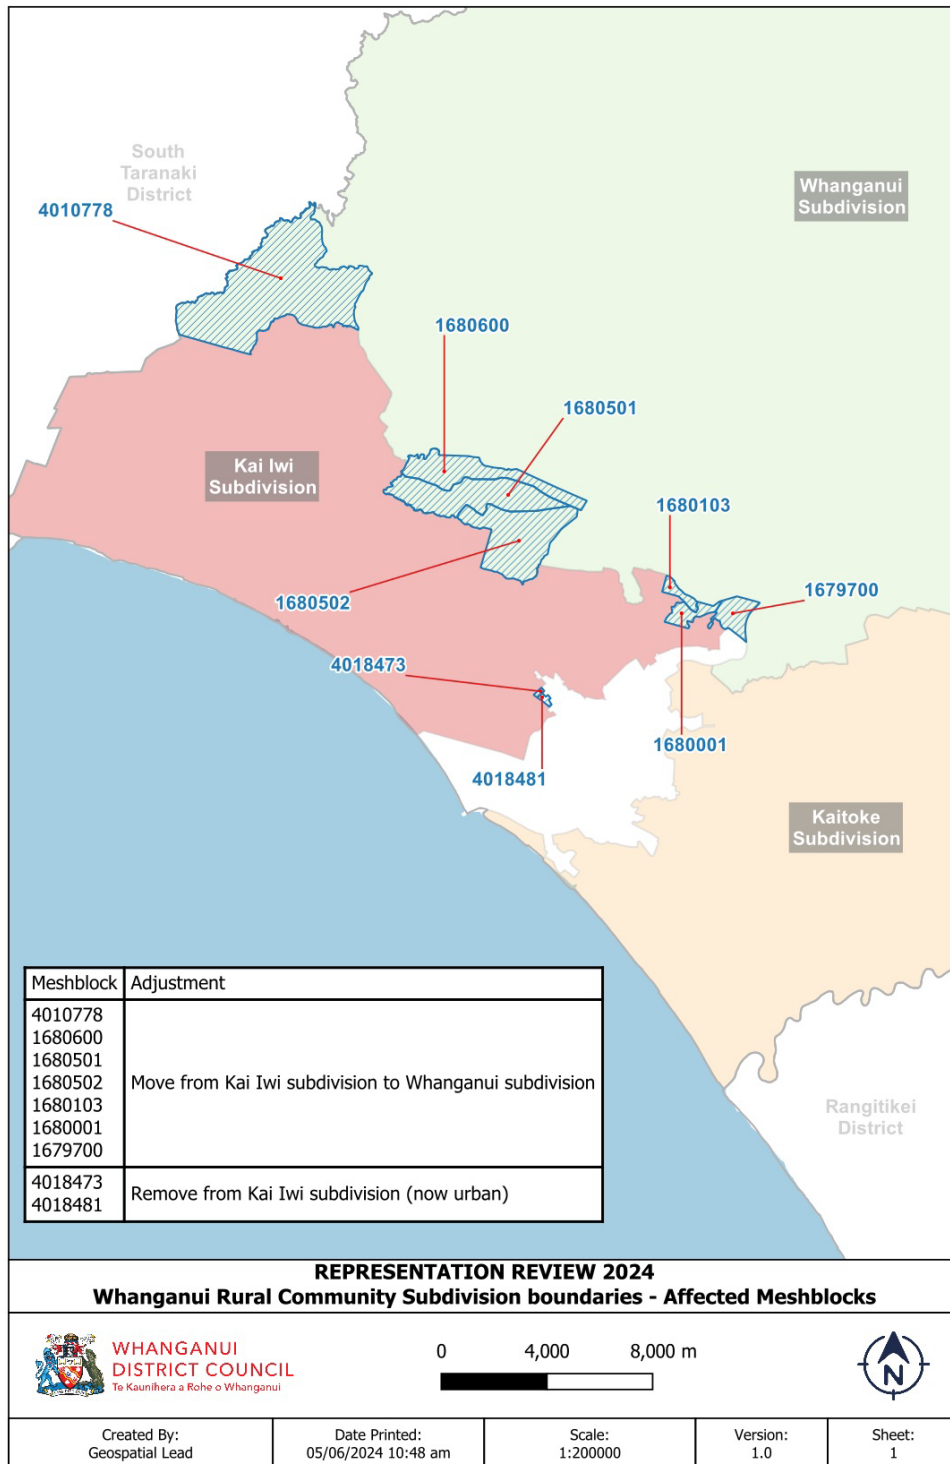 South
Taranaki
District
Whanganui
Subdivision
4010778
1680600
1680501
Kai Iwi
Subdivision
1680103
1680502
1679700
4018473
1680001
4018481
Kaitoke
Subdivision
Meshblock Adjustment
4010778
1680600
1680501
1680502
1680103
1680001
1679700
Move from Kai Iwi subdivision to Whanganui subdivision
4018473
4018481
Remove from Kai Iwi subdivision (now urban)
Rangitikei
District
REPRESENTATION REVIEW 2024
Whanganui Rural Community Subdivision boundaries - Affected Meshblocks
WHANGANUI
DISTRICT COUNCIL
Te Kaunihera a Rohe o Whanganui
0 4,000 8,000 m
N
Created By:
Geospatial Lead
Date Printed:
05/06/2024 10:48 am
Scale:
1:200000
Version:
1.0
Sheet:
1